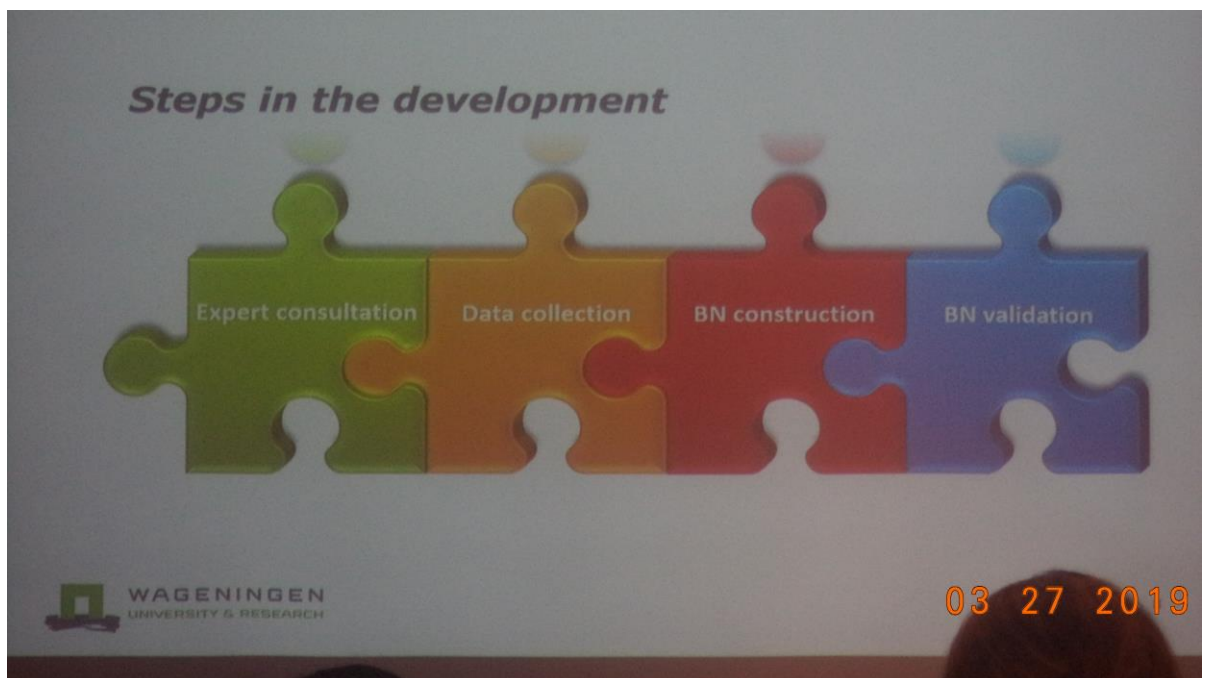 Steps in the development
Expert consultation
Data collection
BN construction
BN validation
WAGENINGEN
UNIVERSITY & RESEARCH
03 27 2019